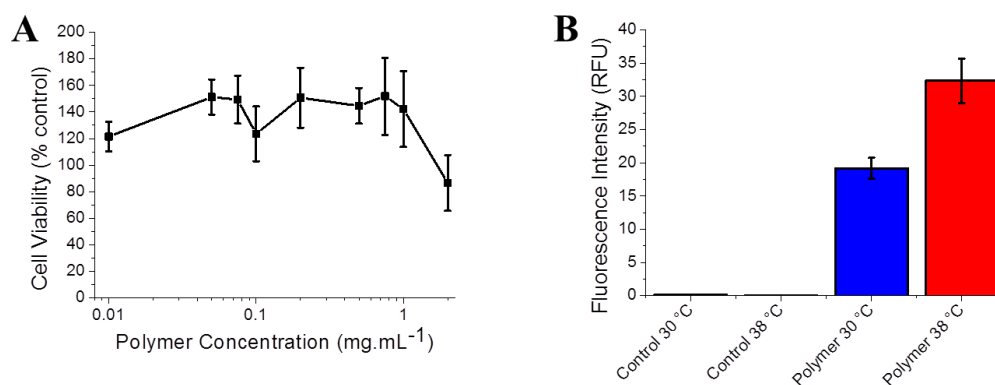 A
Cell Viability (% control)
200
180
160
140
120
100
80
60
40
20
0
0.01
0.1
1
Polymer Concentration (mg.mL⁻¹)
B
Fluorescence Intensity (RFU)
40
35
30
25
20
15
10
5
0
Control 30 °C
Control 38 °C
Polymer 30 °C
Polymer 38 °C